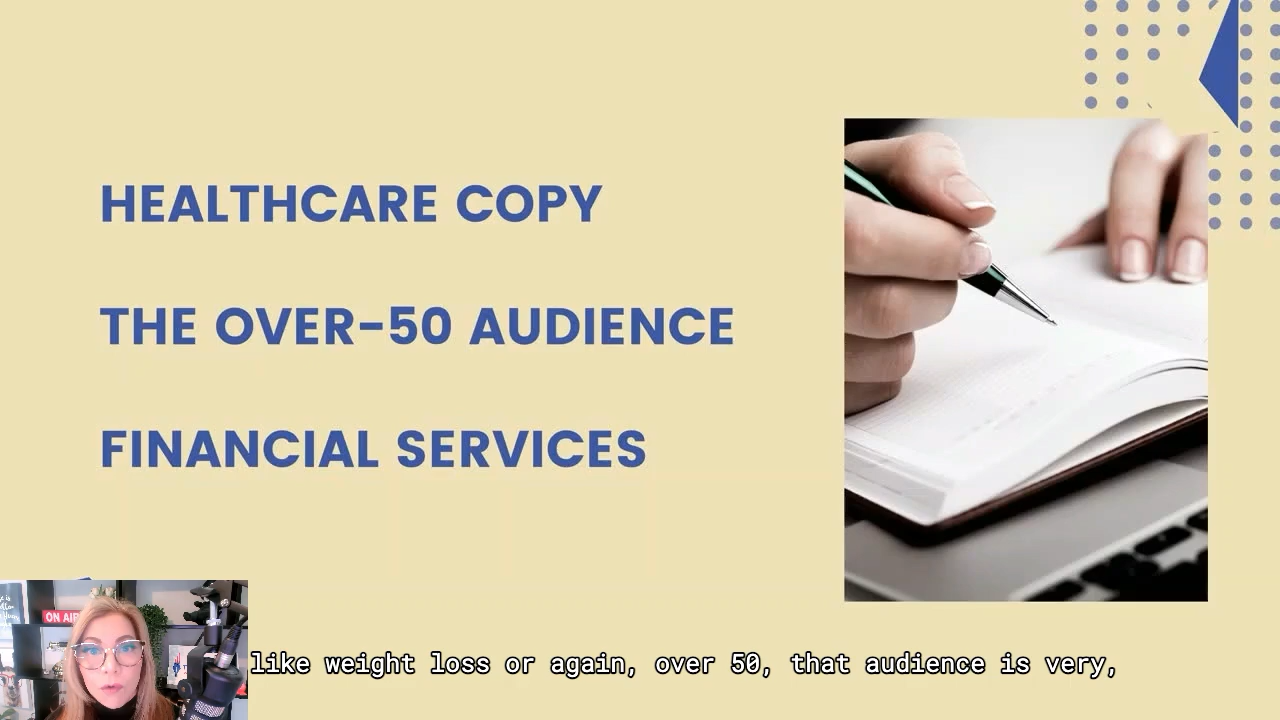 HEALTHCARE COPY
THE OVER-50 AUDIENCE
FINANCIAL SERVICES
ON AIR
like weight loss or again, over 50, that audience is very,